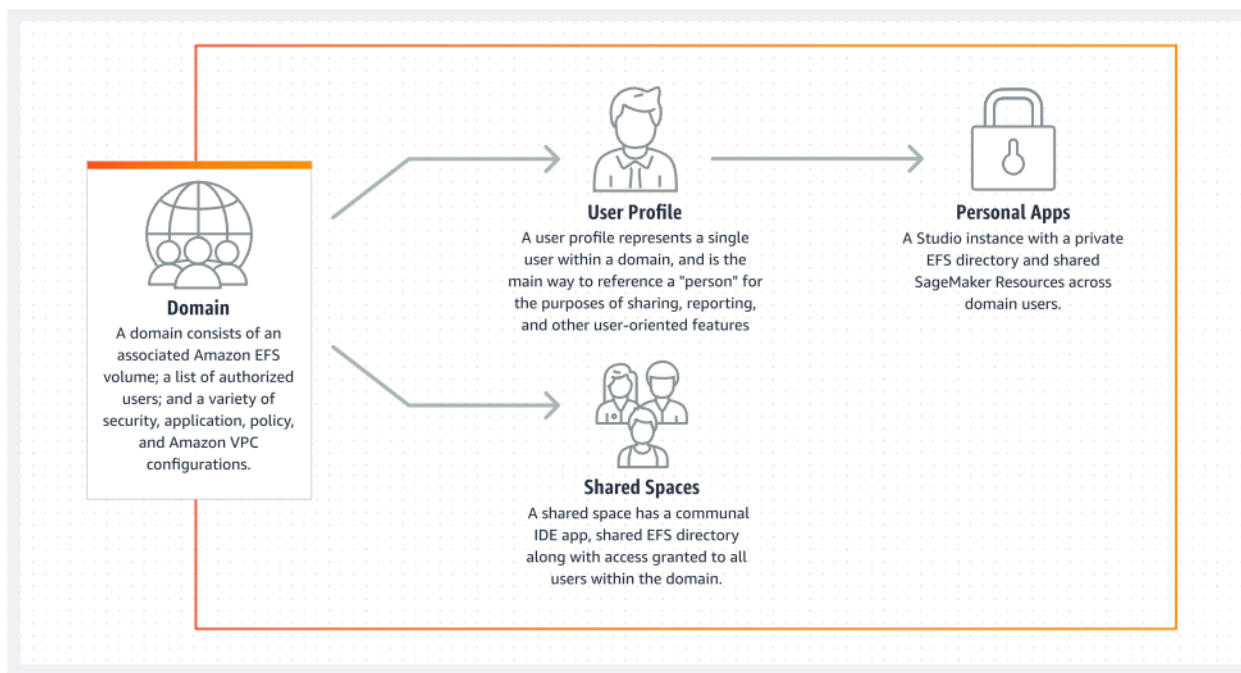 Domain
A domain consists of an
associated Amazon EFS
volume; a list of authorized
users; and a variety of
security, application, policy,
and Amazon VPC
configurations.
User Profile
A user profile represents a single
user within a domain, and is the
main way to reference a "person" for
the purposes of sharing, reporting,
and other user-oriented features
Personal Apps
A Studio instance with a private
EFS directory and shared
SageMaker Resources across
domain users.
Shared Spaces
A shared space has a communal
IDE app, shared EFS directory
along with access granted to all
users within the domain.